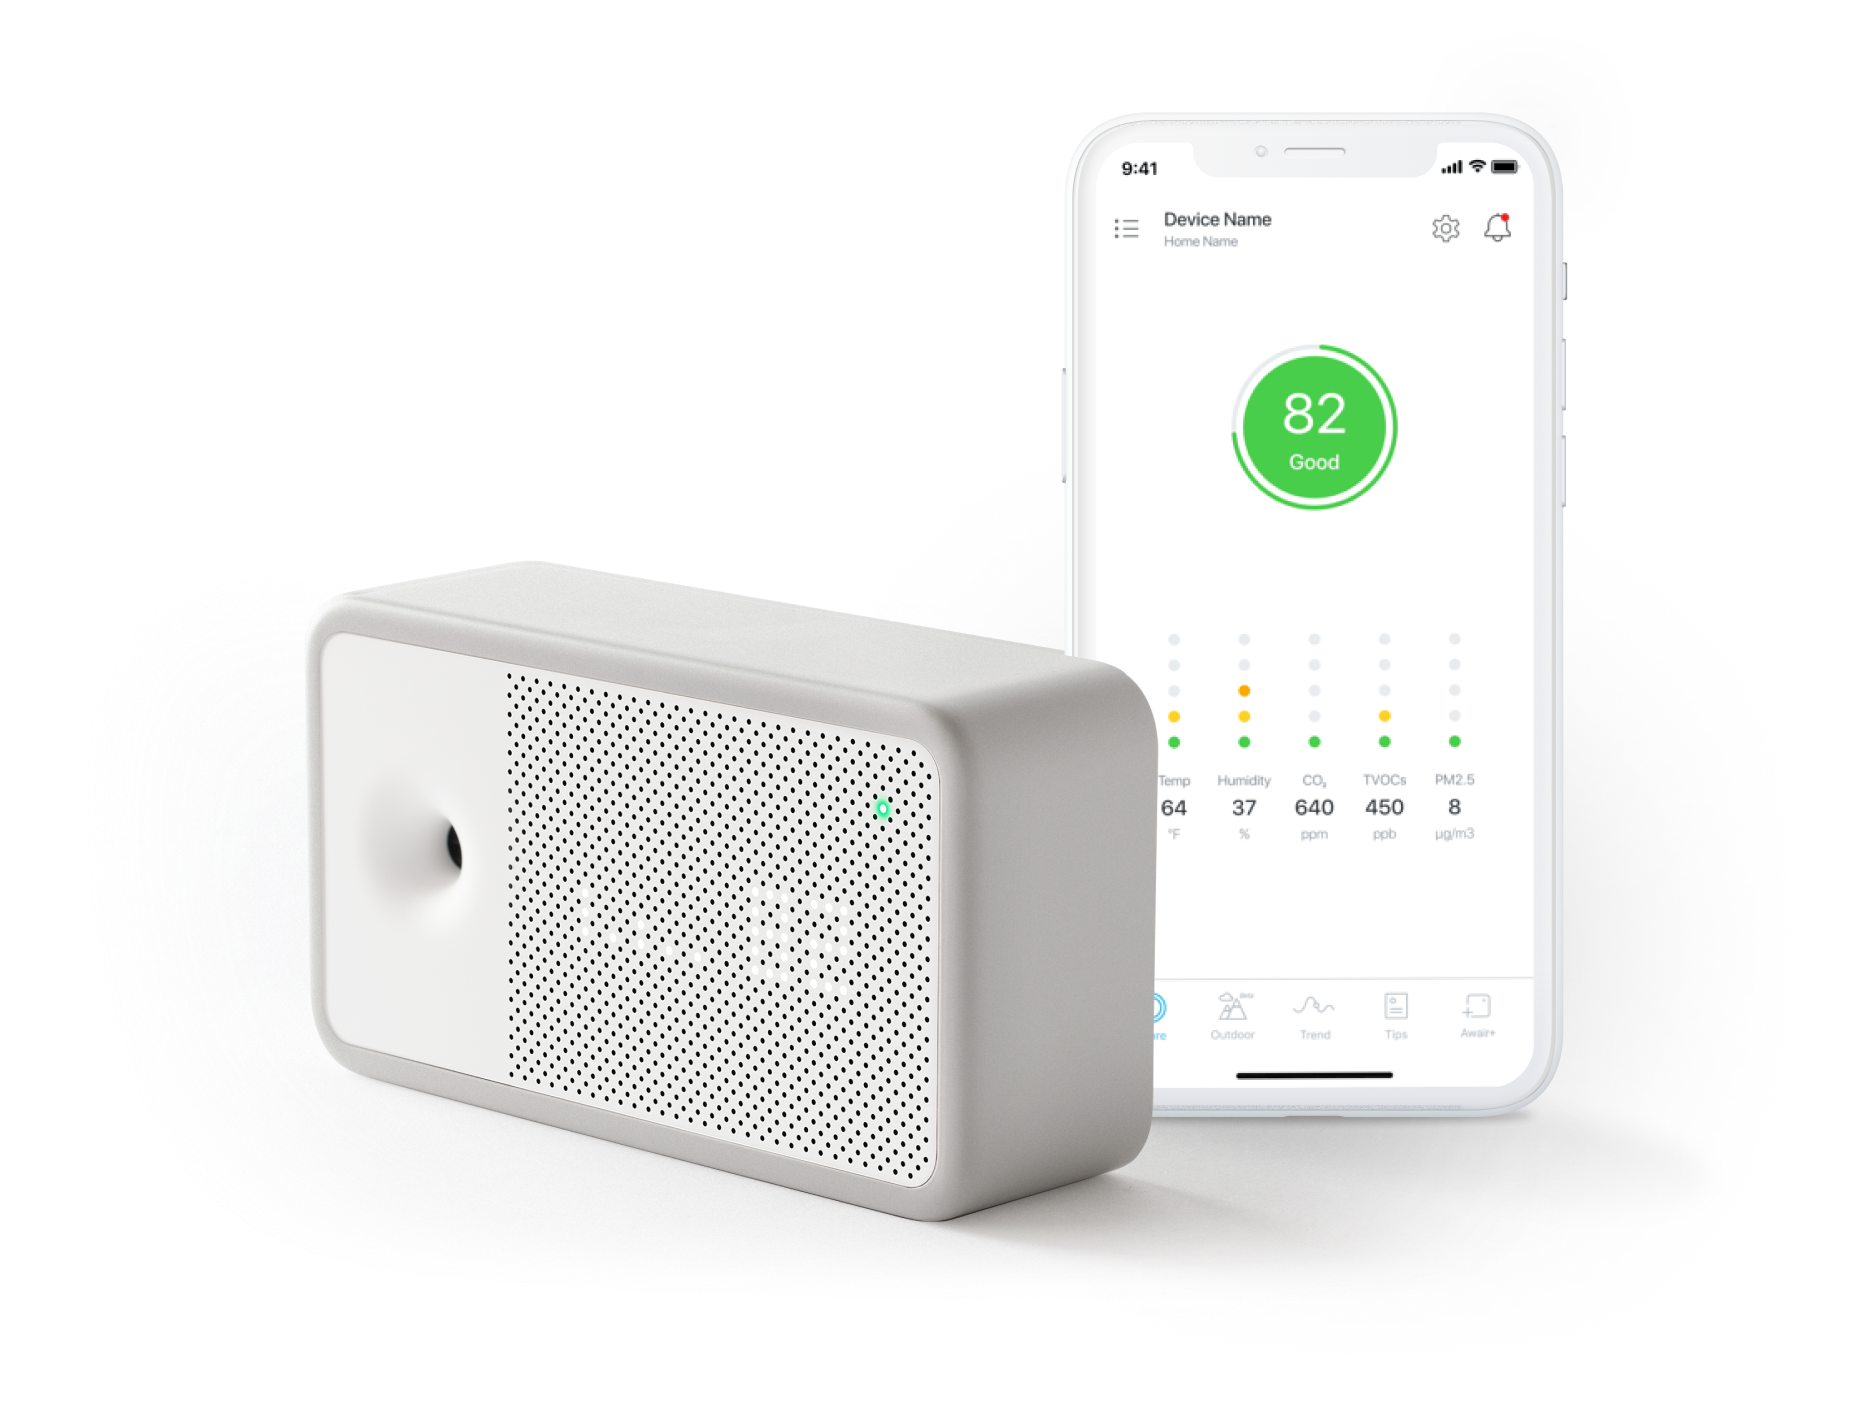 9:41
Device Name
Home Name
82
Good
Temp Humidity CO₂ TVOCs PM2.5
64 37 640 450 8
°F % ppm ppb µg/m3
Outdoor Trend Tips Awair+